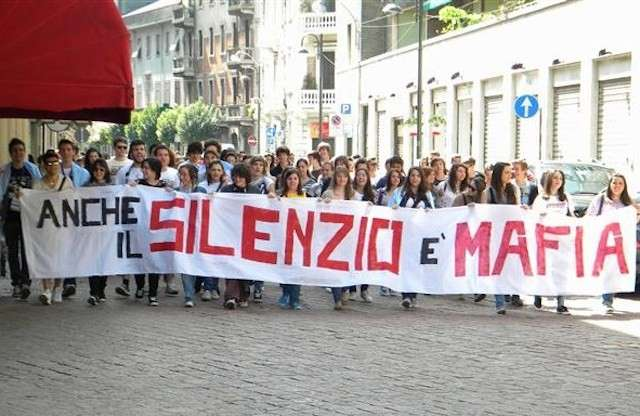 ANCHE IL SILENZIO E' MAFIA
P